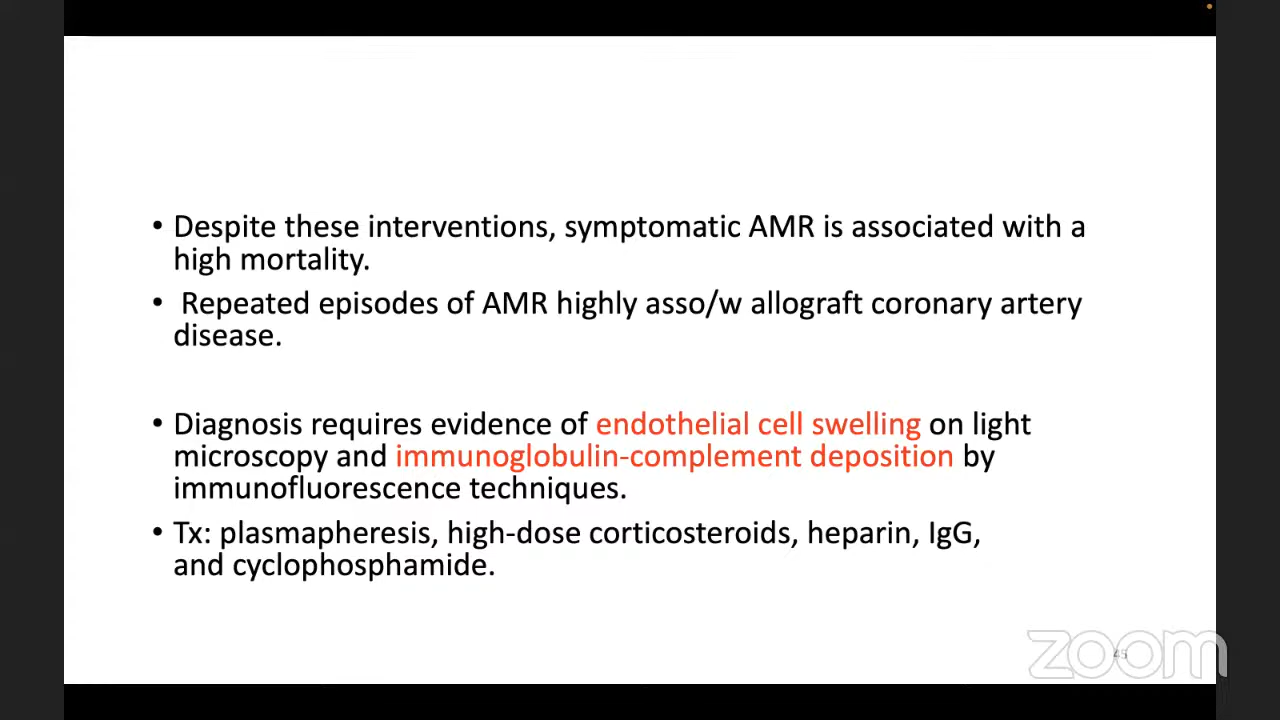 • Despite these interventions, symptomatic AMR is associated with a
high mortality.
• Repeated episodes of AMR highly asso/w allograft coronary artery
disease.
• Diagnosis requires evidence of endothelial cell swelling on light
microscopy and immunoglobulin-complement deposition by
immunofluorescence techniques.
• Tx: plasmapheresis, high-dose corticosteroids, heparin, IgG,
and cyclophosphamide.
45
zoom